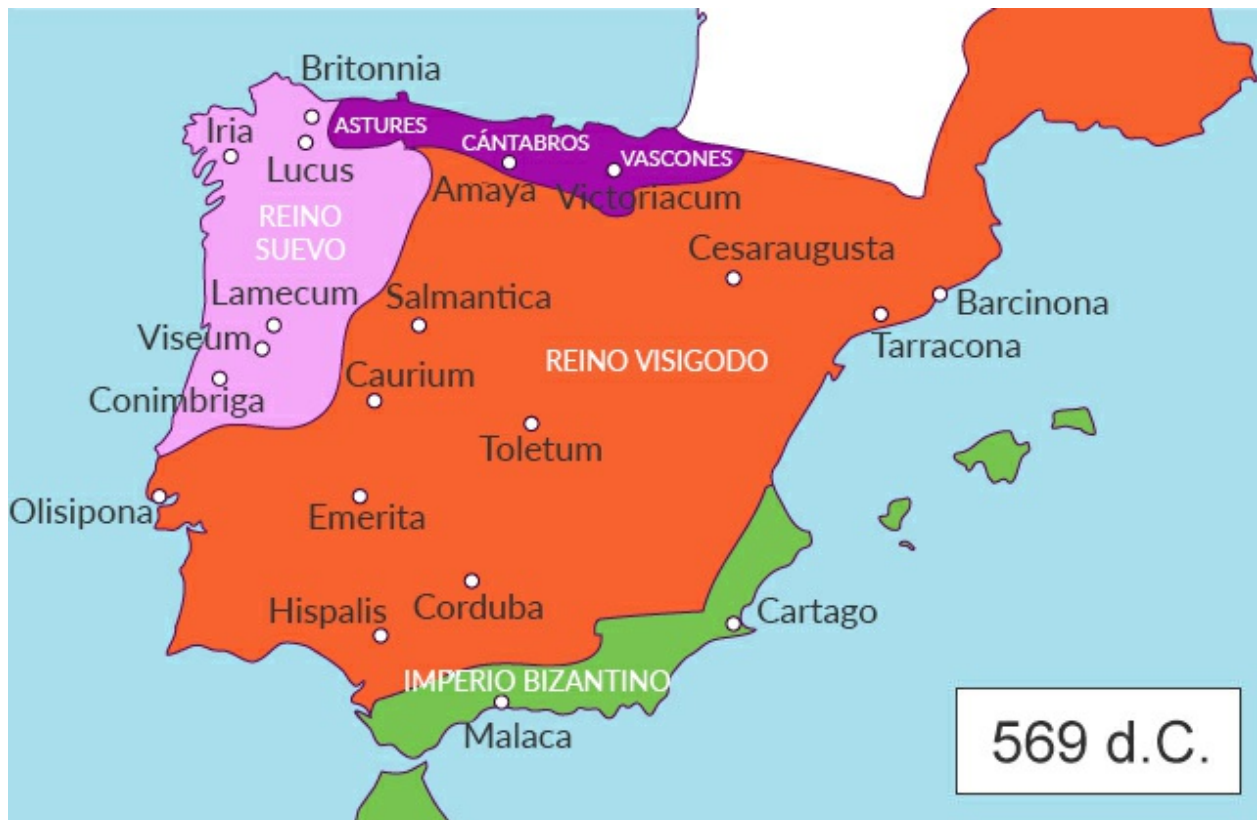 Britonnia
ASTURES
Iria
CÁNTABROS
VASCONES
Lucus
Amaya
Victoriacum
REINO
SUEVO
Cesaraugusta
Lamecum
Salmantica
Barcinona
Viseum
Tarracona
REINO VISIGODO
Caurium
Conimbriga
Toletum
Olisipona
Emerita
Hispalis
Corduba
Cartago
IMPERIO BIZANTINO
Malaca
569 d.C.